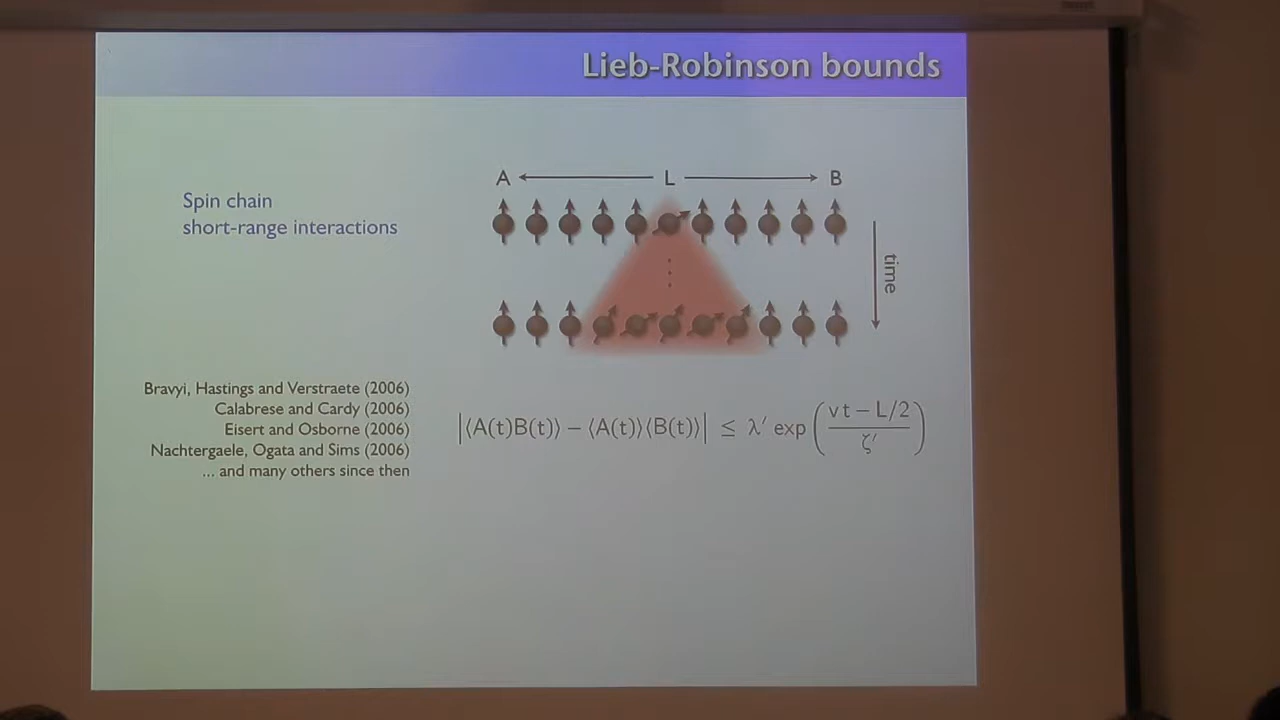 Lieb-Robinson bounds
A L B
Spin chain
short-range interactions
time
Bravyi, Hastings and Verstraete (2006)
Calabrese and Cardy (2006)
Eisert and Osborne (2006)
Nachtergaele, Ogata and Sims (2006)
... and many others since then
|⟨A(t)B(t)⟩ − ⟨A(t)⟩⟨B(t)⟩| ≤ λ′ exp((vt − L/2)/ζ′)